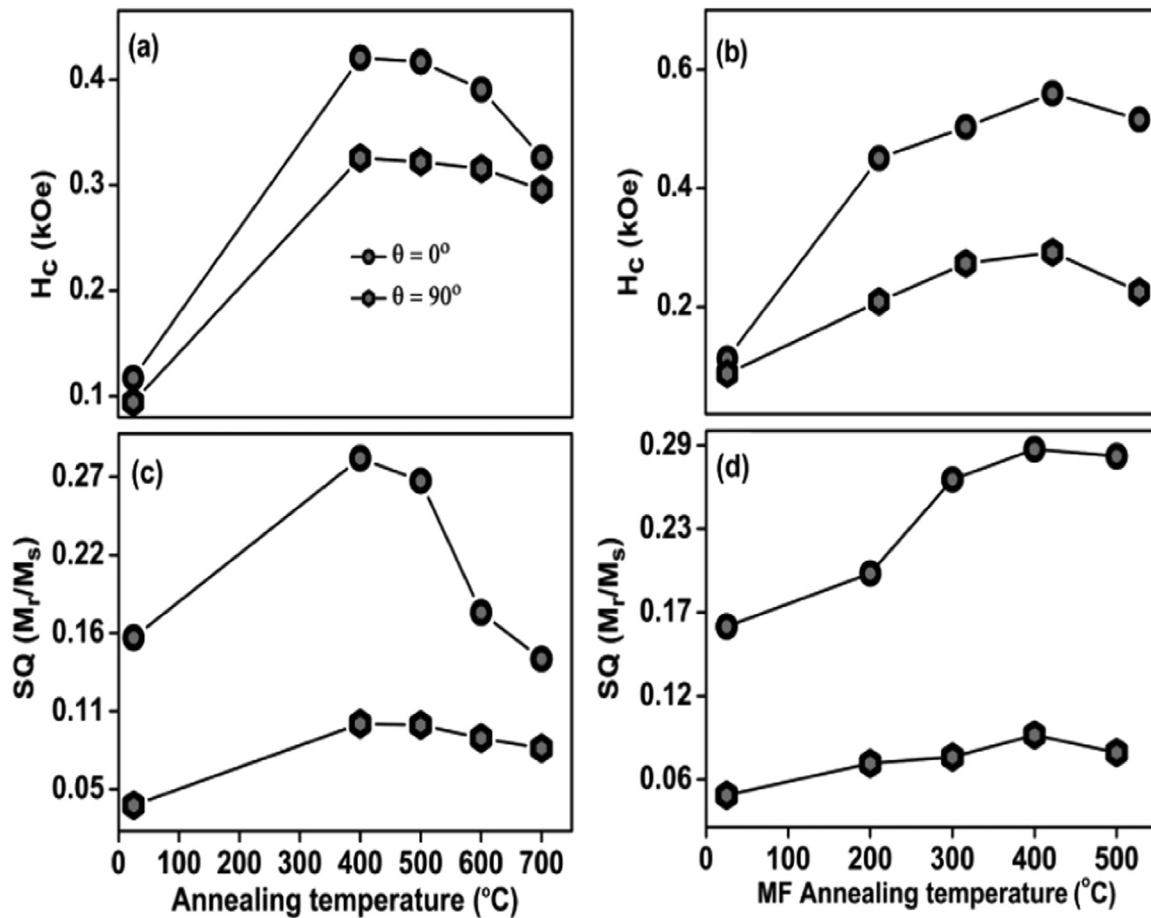 (a)
0.4
0.3
0.2
0.1
H_C (kOe)
θ = 0°
θ = 90°
(b)
0.6
0.4
0.2
H_C (kOe)
(c)
0.27
0.22
0.16
0.11
0.05
SQ (M_r/M_s)
0 100 200 300 400 500 600 700
Annealing temperature (°C)
(d)
0.29
0.23
0.17
0.12
0.06
SQ (M_r/M_s)
0 100 200 300 400 500
MF Annealing temperature (°C)